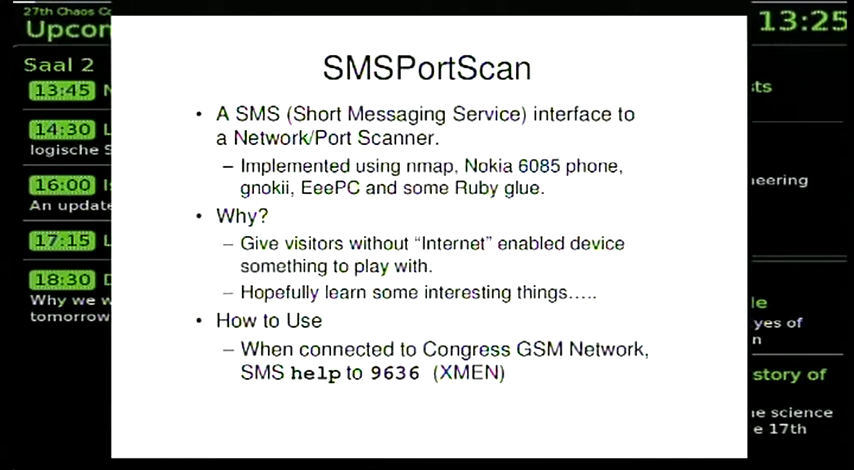 27th Chaos
Upcon
13:25
Saal 2
13:45
14:30
logische
16:00
An update
17:15
18:30
Why we w
tomorrow
SMSPortScan
• A SMS (Short Messaging Service) interface to
a Network/Port Scanner.
– Implemented using nmap, Nokia 6085 phone,
gnokii, EeePC and some Ruby glue.
• Why?
– Give visitors without “Internet” enabled device
something to play with.
– Hopefully learn some interesting things.....
• How to Use
– When connected to Congress GSM Network,
SMS help to 9636 (XMEN)
ts
neering
le
yes of
n
story of
e science
e 17th